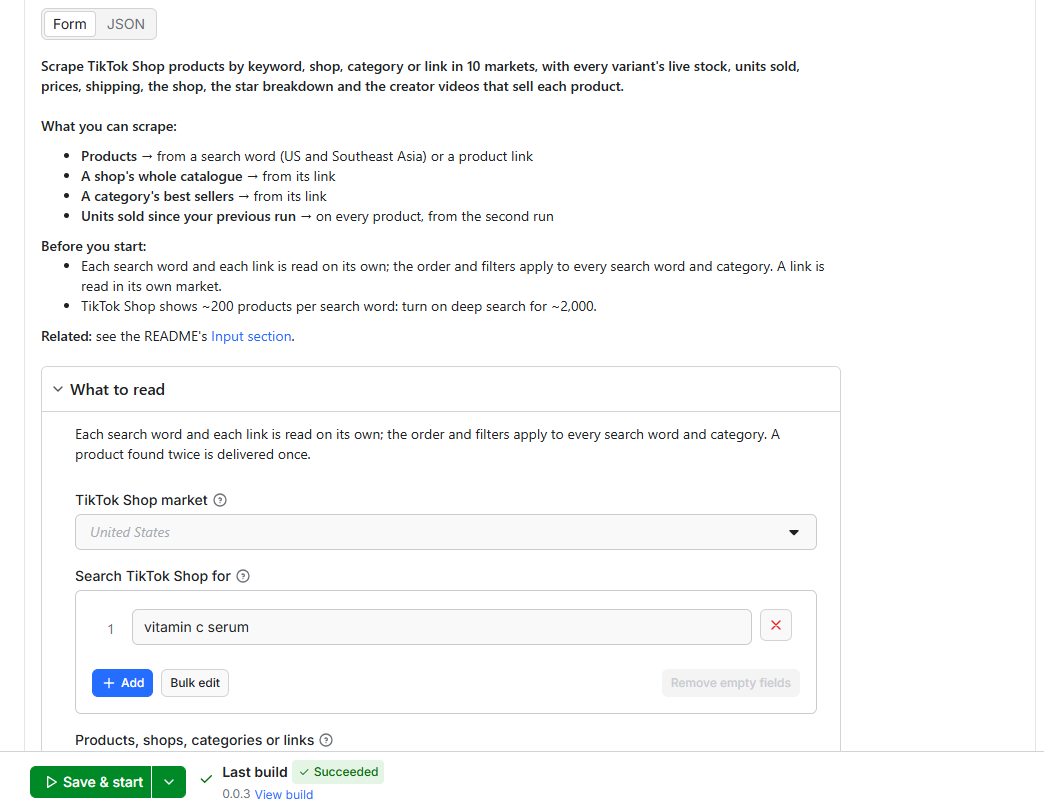 Form JSON
Scrape TikTok Shop products by keyword, shop, category or link in 10 markets, with every variant's live stock, units sold,
prices, shipping, the shop, the star breakdown and the creator videos that sell each product.
What you can scrape:
• Products → from a search word (US and Southeast Asia) or a product link
• A shop's whole catalogue → from its link
• A category's best sellers → from its link
• Units sold since your previous run → on every product, from the second run
Before you start:
• Each search word and each link is read on its own; the order and filters apply to every search word and category. A link is
read in its own market.
• TikTok Shop shows ~200 products per search word: turn on deep search for ~2,000.
Related: see the README's Input section.
What to read
Each search word and each link is read on its own; the order and filters apply to every search word and category. A
product found twice is delivered once.
TikTok Shop market
United States
Search TikTok Shop for
1 vitamin c serum
+ Add Bulk edit Remove empty fields
Products, shops, categories or links
Save & start Last build Succeeded
0.0.3 View build